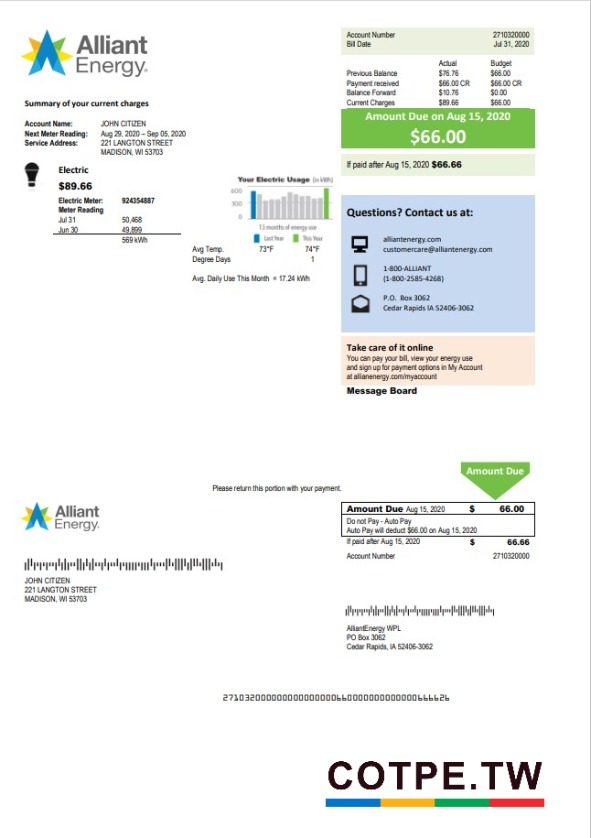 Alliant
Energy®
Account Number 2710320000
Bill Date Jul 31, 2020
Actual Budget
Previous Balance $76.76 $66.00
Payment received $66.00 CR $66.00 CR
Balance Forward $10.76 $0.00
Current Charges $89.66 $66.00
Amount Due on Aug 15, 2020
$66.00
If paid after Aug 15, 2020 $66.66
Summary of your current charges
Account Name: JOHN CITIZEN
Next Meter Reading: Aug 29, 2020 – Sep 05, 2020
Service Address: 221 LANGTON STREET
MADISON, WI 53703
Electric
$89.66
Electric Meter: 924354887
Meter Reading
Jul 31 50,468
Jun 30 49,899
569 kWh
Your Electric Usage (in kWh)
600
300
0
13 months of energy use
Last Year This Year
Avg Temp. 73°F 74°F
Degree Days 1
Avg. Daily Use This Month = 17.24 kWh
Questions? Contact us at:
alliantenergy.com
customercare@alliantenergy.com
1-800-ALLIANT
(1-800-2585-4268)
P.O. Box 3062
Cedar Rapids IA 52406-3062
Take care of it online
You can pay your bill, view your energy use
and sign up for payment options in My Account
at allianenergy.com/myaccount
Message Board
Please return this portion with your payment.
Amount Due
Alliant
Energy®
Amount Due Aug 15, 2020 $ 66.00
Do not Pay - Auto Pay
Auto Pay will deduct $66.00 on Aug 15, 2020
If paid after Aug 15, 2020 $ 66.66
Account Number 2710320000
JOHN CITIZEN
221 LANGTON STREET
MADISON, WI 53703
AlliantEnergy WPL
PO Box 3062
Cedar Rapids, IA 52406-3062
COTPE.TW